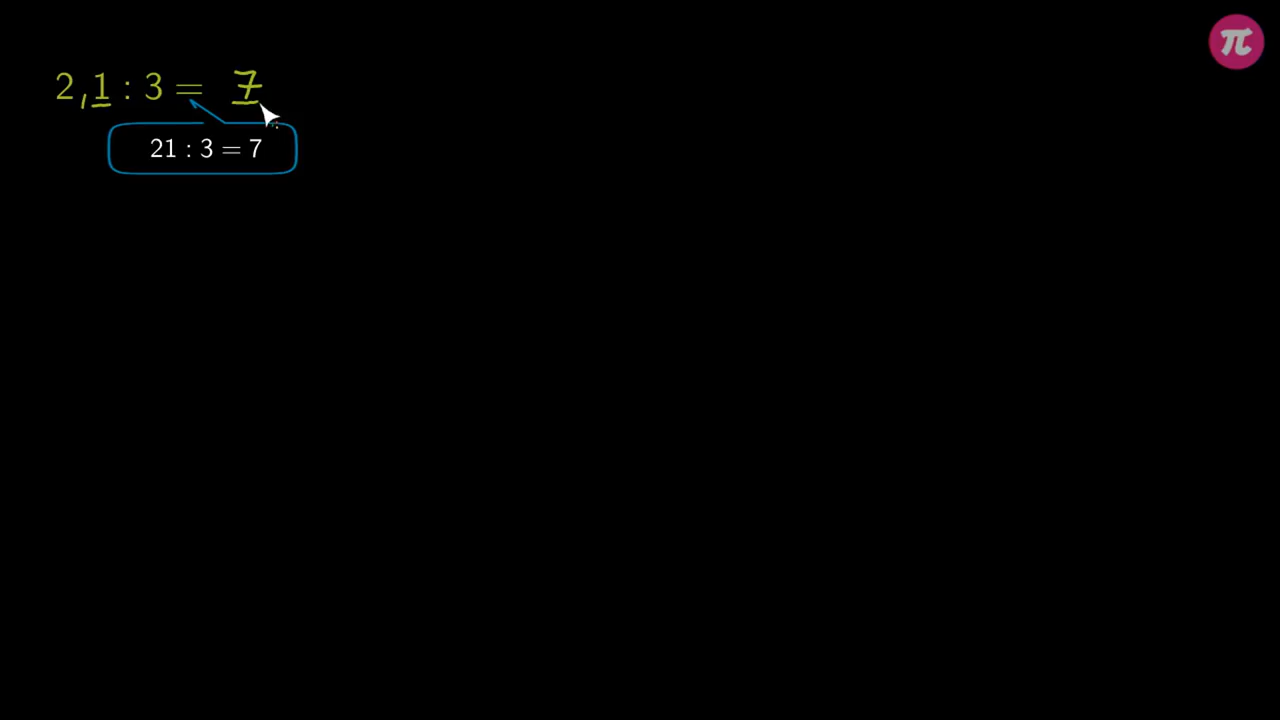 2,1 : 3 = 7
21 : 3 = 7
π